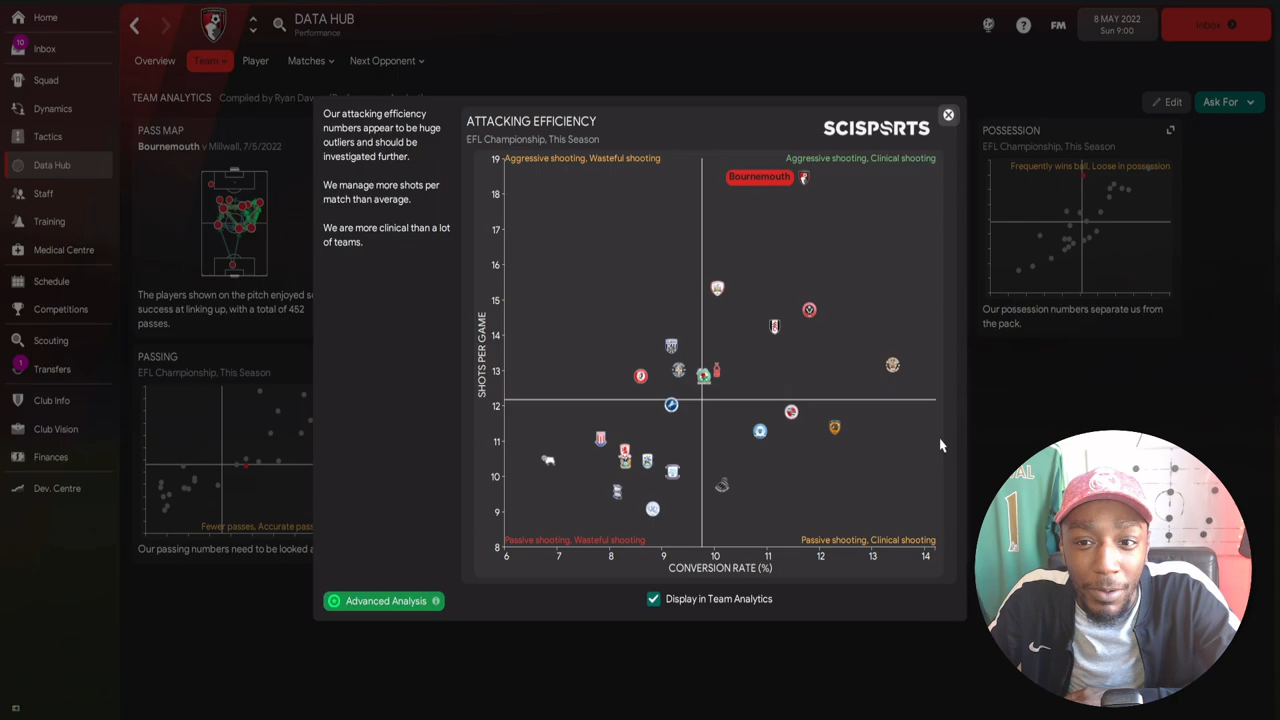 Home
10
Inbox
Squad
Dynamics
Tactics
Data Hub
Staff
Training
Medical Centre
Schedule
Competitions
Scouting
1
Transfers
Club Info
Club Vision
Finances
Dev. Centre
DATA HUB
Performance
?
FM
8 MAY 2022
Sun 9:00
Inbox
Overview
Team
Player
Matches
Next Opponent
TEAM ANALYTICS
Compiled by Ryan
Edit
Ask For
PASS MAP
Bournemouth v Millwall, 7/5/2022
The players shown on the pitch enjoyed
success at linking up, with a total of 452
passes.
PASSING
EFL Championship, This Season
Fewer passes, Accurate
Our passing numbers need to be looked
Our attacking efficiency
numbers appear to be huge
outliers and should be
investigated further.
We manage more shots per
match than average.
We are more clinical than a lot
of teams.
ATTACKING EFFICIENCY
EFL Championship, This Season
SCISPORTS
Aggressive shooting, Wasteful shooting
Aggressive shooting, Clinical shooting
Bournemouth
19
18
17
16
15
14
13
12
11
10
9
8
SHOTS PER GAME
Passive shooting, Wasteful shooting
Passive shooting, Clinical shooting
6 7 8 9 10 11 12 13 14
CONVERSION RATE (%)
Advanced Analysis
Display in Team Analytics
POSSESSION
EFL Championship, This Season
Frequently wins ball, Loose in possession
Our possession numbers separate us
from the pack.
1